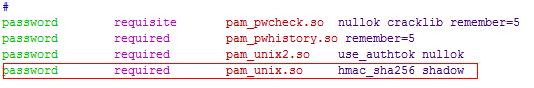 #
password requisite pam_pwcheck.so nullok cracklib remember=5
password required pam_pwhistory.so remember=5
password required pam_unix2.so use_authtok nullok
password required pam_unix.so hmac_sha256 shadow